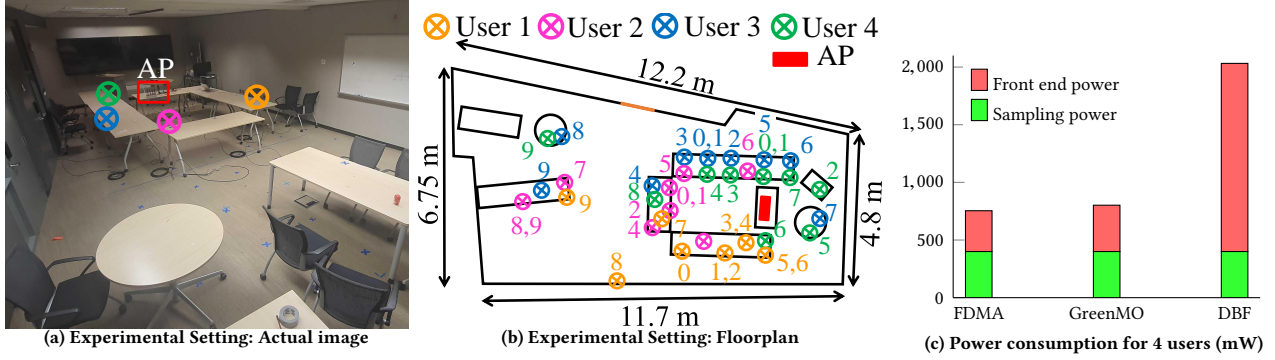 AP
(a) Experimental Setting: Actual image
User 1 User 2 User 3 User 4
AP
12.2 m
6.75 m
4.8 m
11.7 m
8
9
9
7
9
8,9
3 0,1 2 6 5 0,1 6
5
4
8
0,1
4 3
7
2
2
4
7
3,4
6
7
5
0
1,2
5,6
8
(b) Experimental Setting: Floorplan
Front end power
Sampling power
2,000
1,500
1,000
500
0
FDMA GreenMO DBF
(c) Power consumption for 4 users (mW)